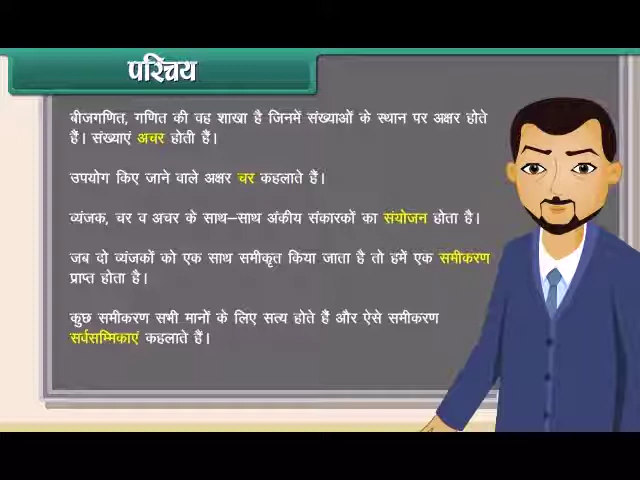 परिचय
बीजगणित, गणित की वह शाखा है जिनमें संख्याओं के स्थान पर अक्षर होते
हैं। संख्याएं अचर होती हैं।
उपयोग किए जाने वाले अक्षर चर कहलाते हैं।
व्यंजक, चर व अचर के साथ–साथ अंकीय संकारकों का संयोजन होता है।
जब दो व्यंजकों को एक साथ समीकृत किया जाता है तो हमें एक समीकरण
प्राप्त होता है।
कुछ समीकरण सभी मानों के लिए सत्य होते हैं और ऐसे समीकरण
सर्वसम्मिकाएं कहलाते हैं।